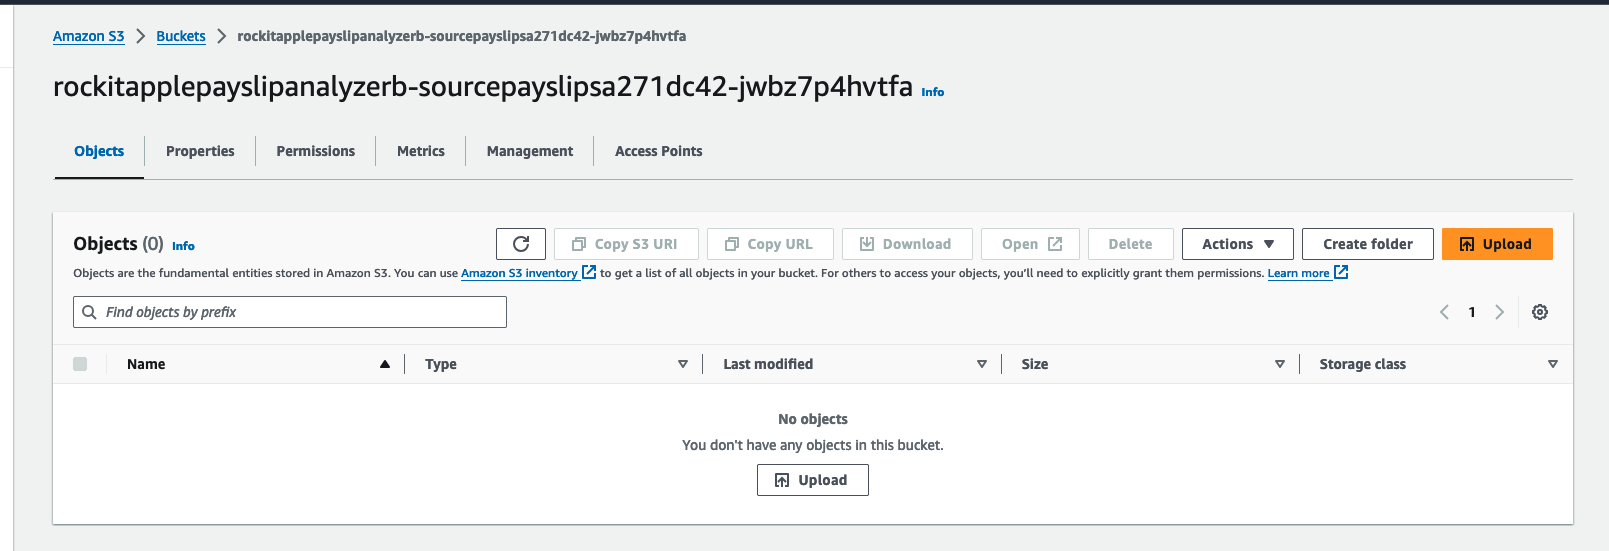 Amazon S3 > Buckets > rockitapplepayslipanalyzerb-sourcepayslipsa271dc42-jwbz7p4hvtfa
rockitapplepayslipanalyzerb-sourcepayslipsa271dc42-jwbz7p4hvtfa Info
Objects Properties Permissions Metrics Management Access Points
Objects (0) Info Copy S3 URI Copy URL Download Open Delete Actions Create folder Upload
Objects are the fundamental entities stored in Amazon S3. You can use Amazon S3 inventory to get a list of all objects in your bucket. For others to access your objects, you'll need to explicitly grant them permissions. Learn more
Find objects by prefix 1
Name Type Last modified Size Storage class
No objects
You don't have any objects in this bucket.
Upload